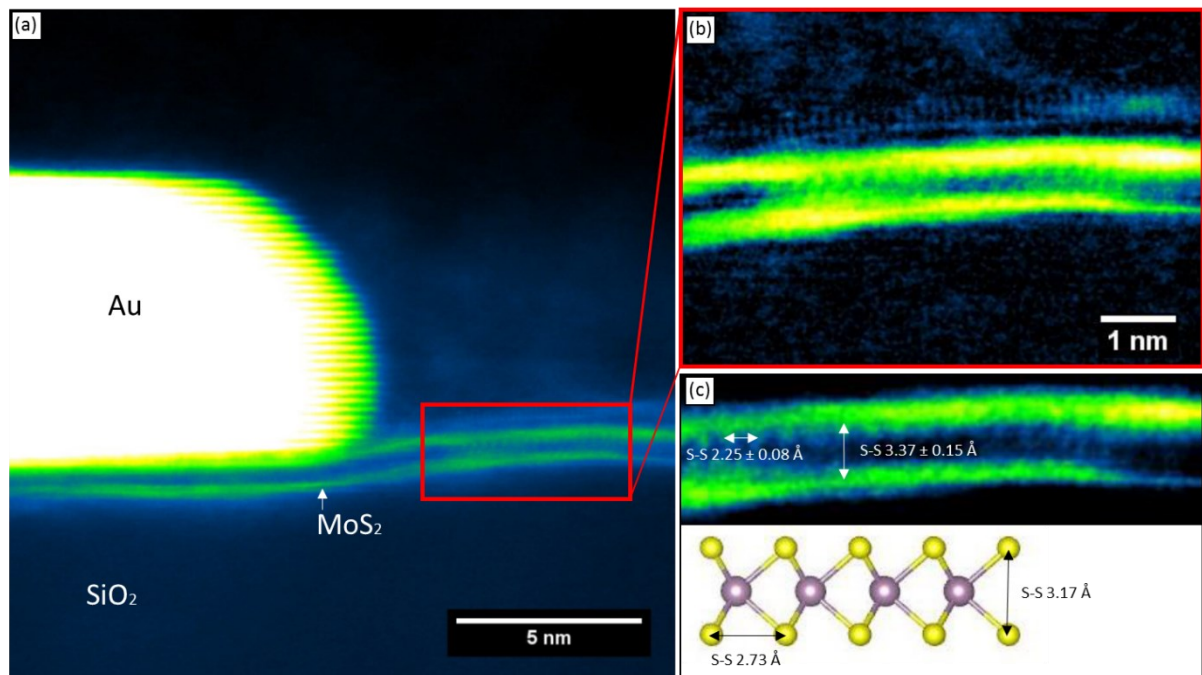 (a)
Au
MoS₂
SiO₂
5 nm
(b)
1 nm
(c)
S-S 2.25 ± 0.08 Å
S-S 3.37 ± 0.15 Å
S-S 3.17 Å
S-S 2.73 Å